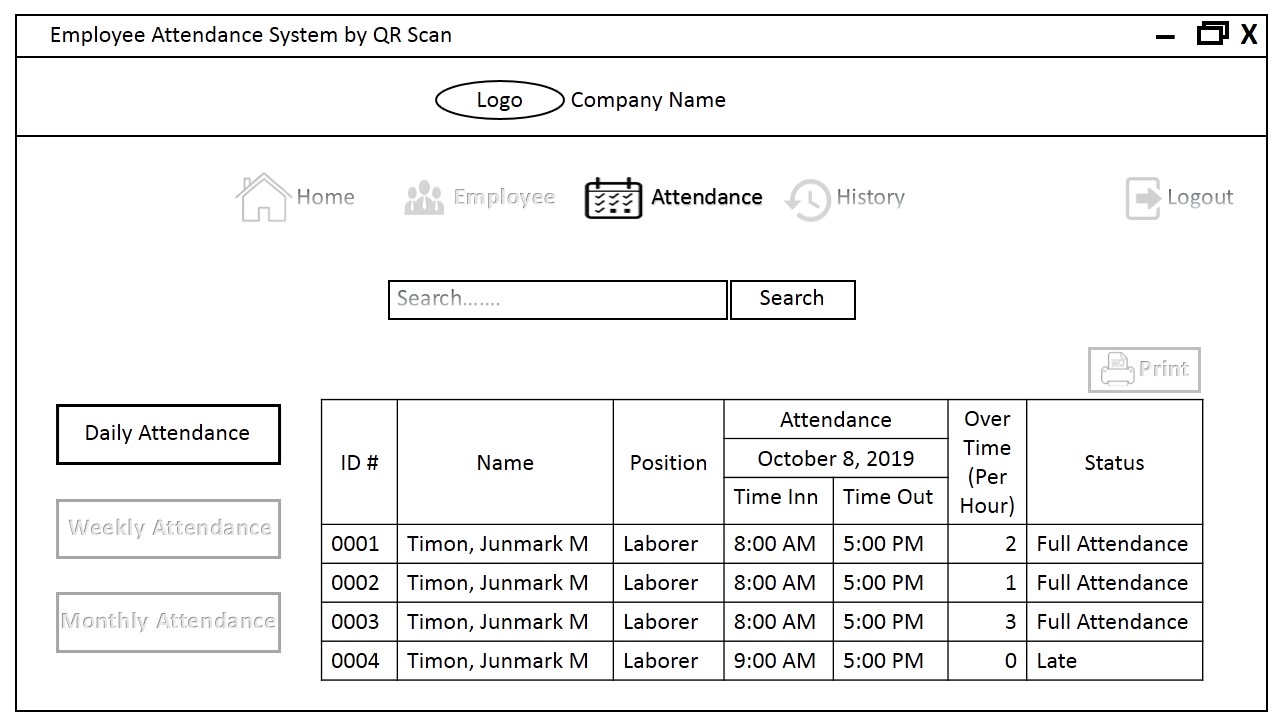 Employee Attendance System by QR Scan
X
Logo Company Name
Home Employee Attendance History Logout
Search....... Search
Print
Daily Attendance
Weekly Attendance
Monthly Attendance
ID # Name Position Attendance Over Time (Per Hour) Status
October 8, 2019
Time Inn Time Out
0001 Timon, Junmark M Laborer 8:00 AM 5:00 PM 2 Full Attendance
0002 Timon, Junmark M Laborer 8:00 AM 5:00 PM 1 Full Attendance
0003 Timon, Junmark M Laborer 8:00 AM 5:00 PM 3 Full Attendance
0004 Timon, Junmark M Laborer 9:00 AM 5:00 PM 0 Late